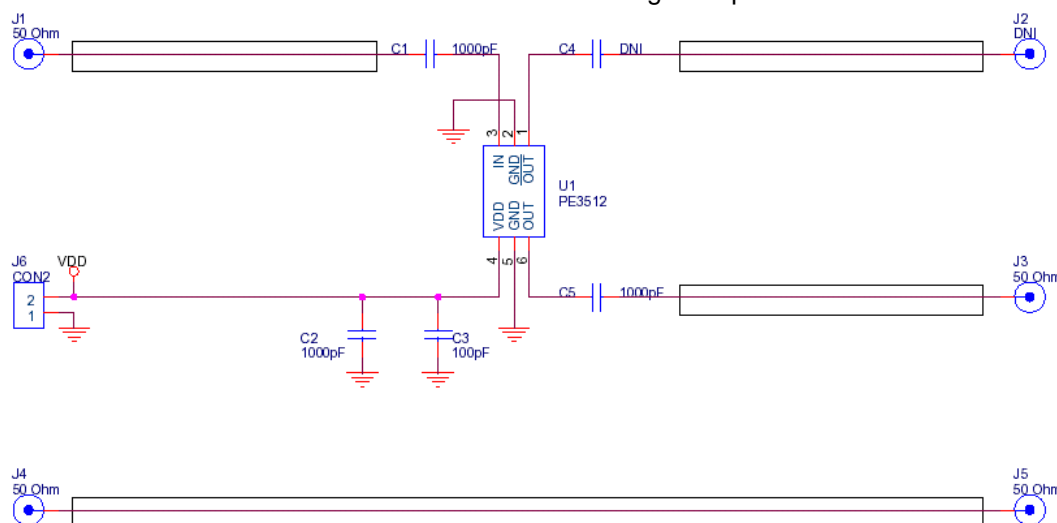 J1
50 Ohm
C1
1000pF
C4
DNI
J2
DNI
3
2
1
IN
GND
OUT
U1
PE3512
VDD
GND
OUT
4
5
6
J6
CON2
VDD
2
1
C5
1000pF
J3
50 Ohm
C2
1000pF
C3
100pF
J4
50 Ohm
J5
50 Ohm